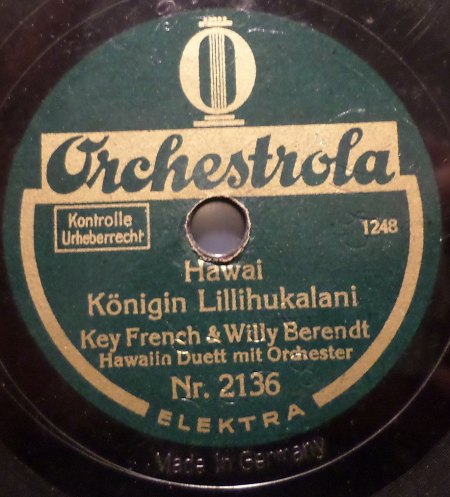 Orchestrola
Kontrolle
Urheberrecht
1248
Hawai
Königin Lillihukalani
Key French & Willy Berendt
Hawaiin Duett mit Orchester
Nr. 2136
ELEKTRA
Made in Germany